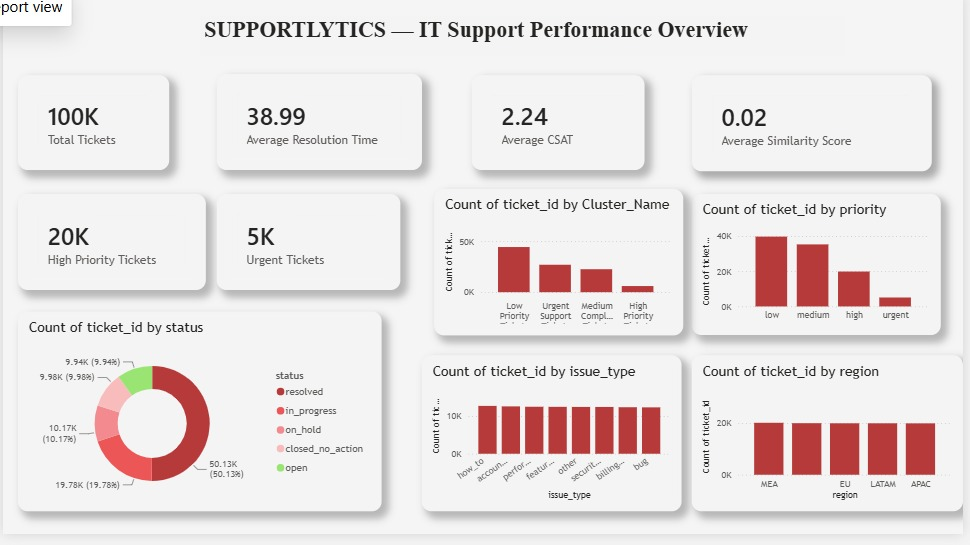 port view
SUPPORTLYTICS — IT Support Performance Overview
100K
Total Tickets
38.99
Average Resolution Time
2.24
Average CSAT
0.02
Average Similarity Score
20K
High Priority Tickets
5K
Urgent Tickets
Count of ticket_id by Cluster_Name
Count of tick...
50K
0K
Low
Priority
Urgent
Support
Medium
Compl...
High
Priority
Count of ticket_id by priority
Count of ticket...
40K
20K
0K
low
medium
high
urgent
Count of ticket_id by status
9.94K (9.94%)
9.98K (9.98%)
10.17K
(10.17%)
19.78K (19.78%)
50.13K
(50.13%)
status
resolved
in_progress
on_hold
closed_no_action
open
Count of ticket_id by issue_type
Count of tic...
10K
0K
how_to
accoun...
perfor...
featur...
other
securit...
billing...
bug
issue_type
Count of ticket_id by region
Count of ticket_id
20K
0K
MEA
EU
LATAM
APAC
region